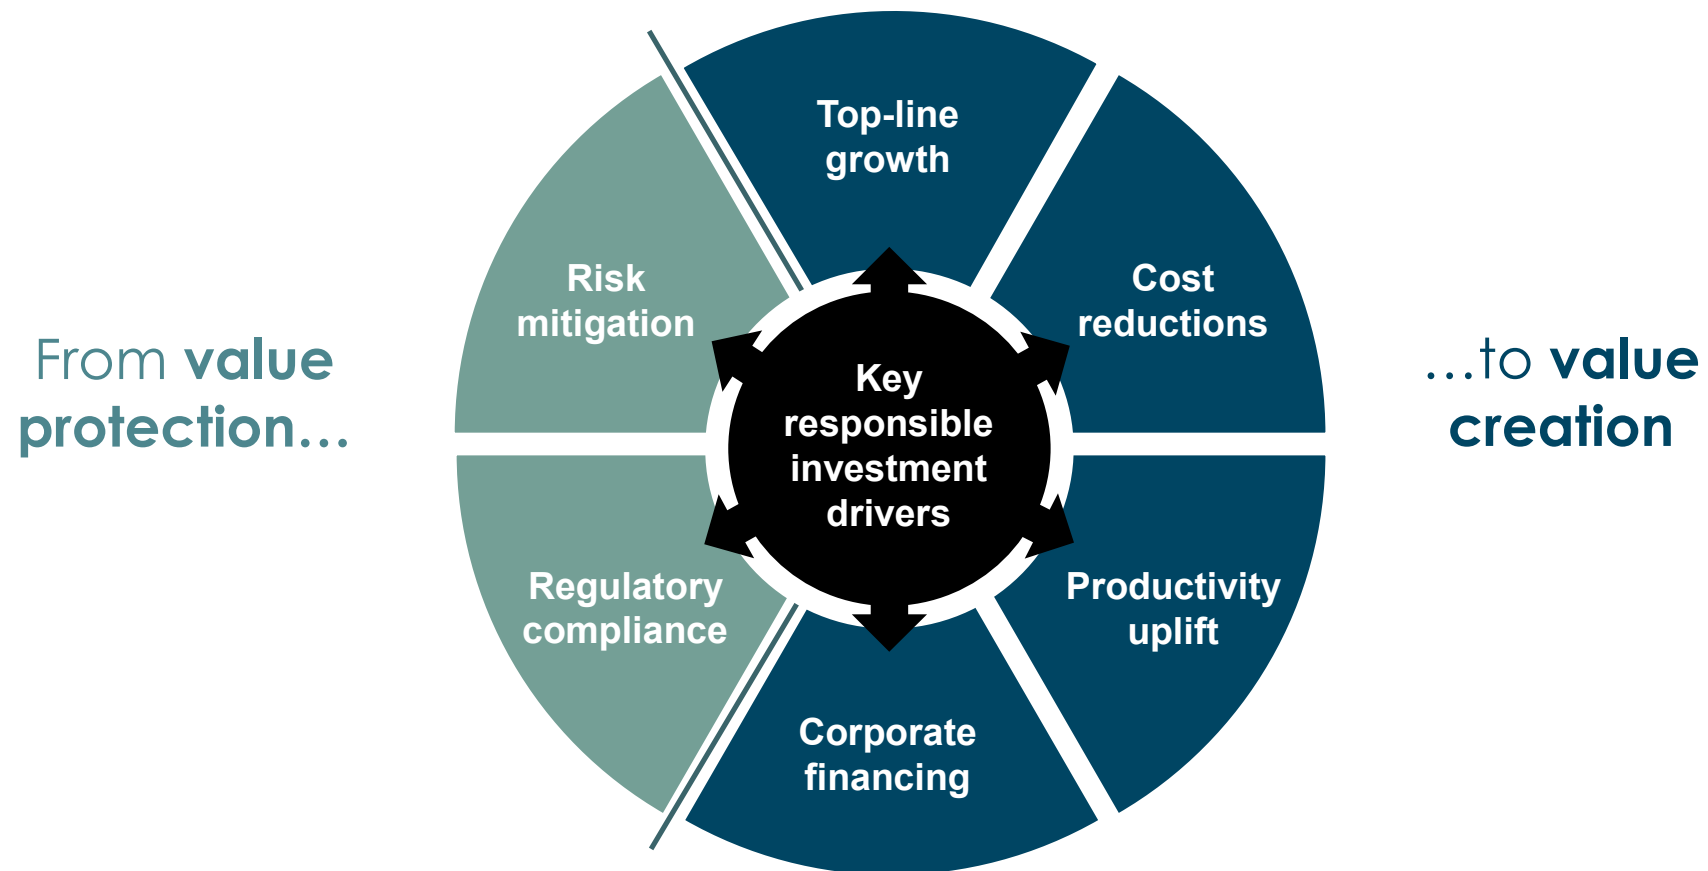 From value
protection...
Top-line
growth
Risk
mitigation
Cost
reductions
Key
responsible
investment
drivers
Regulatory
compliance
Productivity
uplift
Corporate
financing
...to value
creation